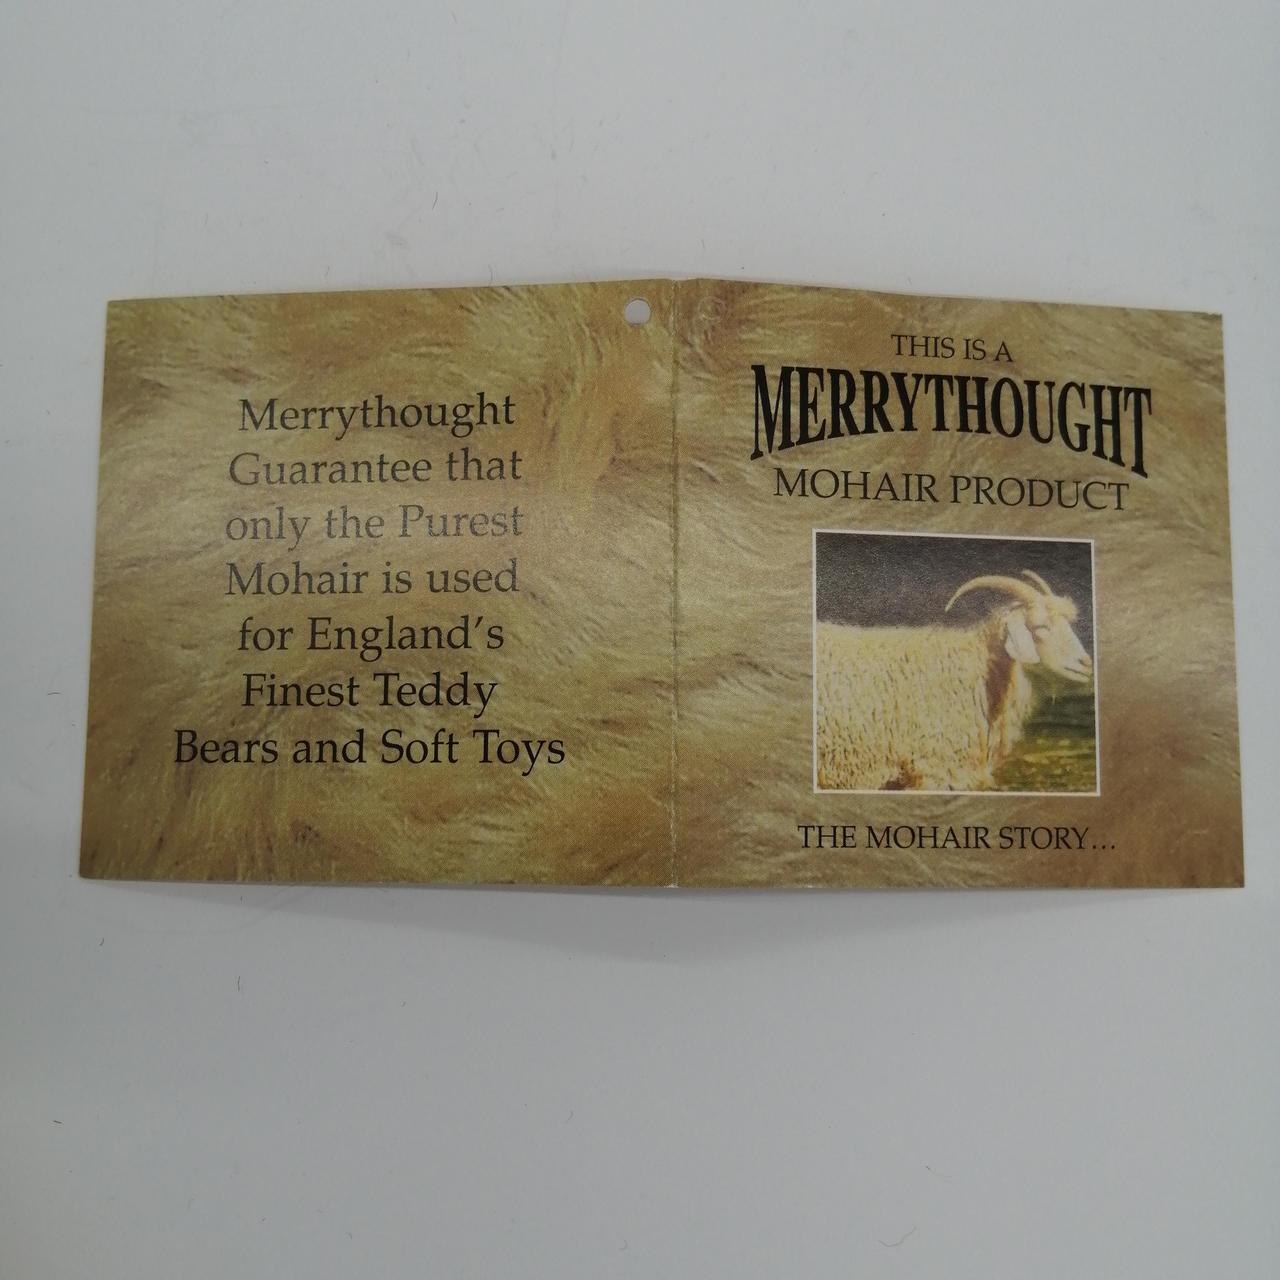 Merrythought
Guarantee that
only the Purest
Mohair is used
for England's
Finest Teddy
Bears and Soft Toys
THIS IS A
MERRYTHOUGHT
MOHAIR PRODUCT
THE MOHAIR STORY...